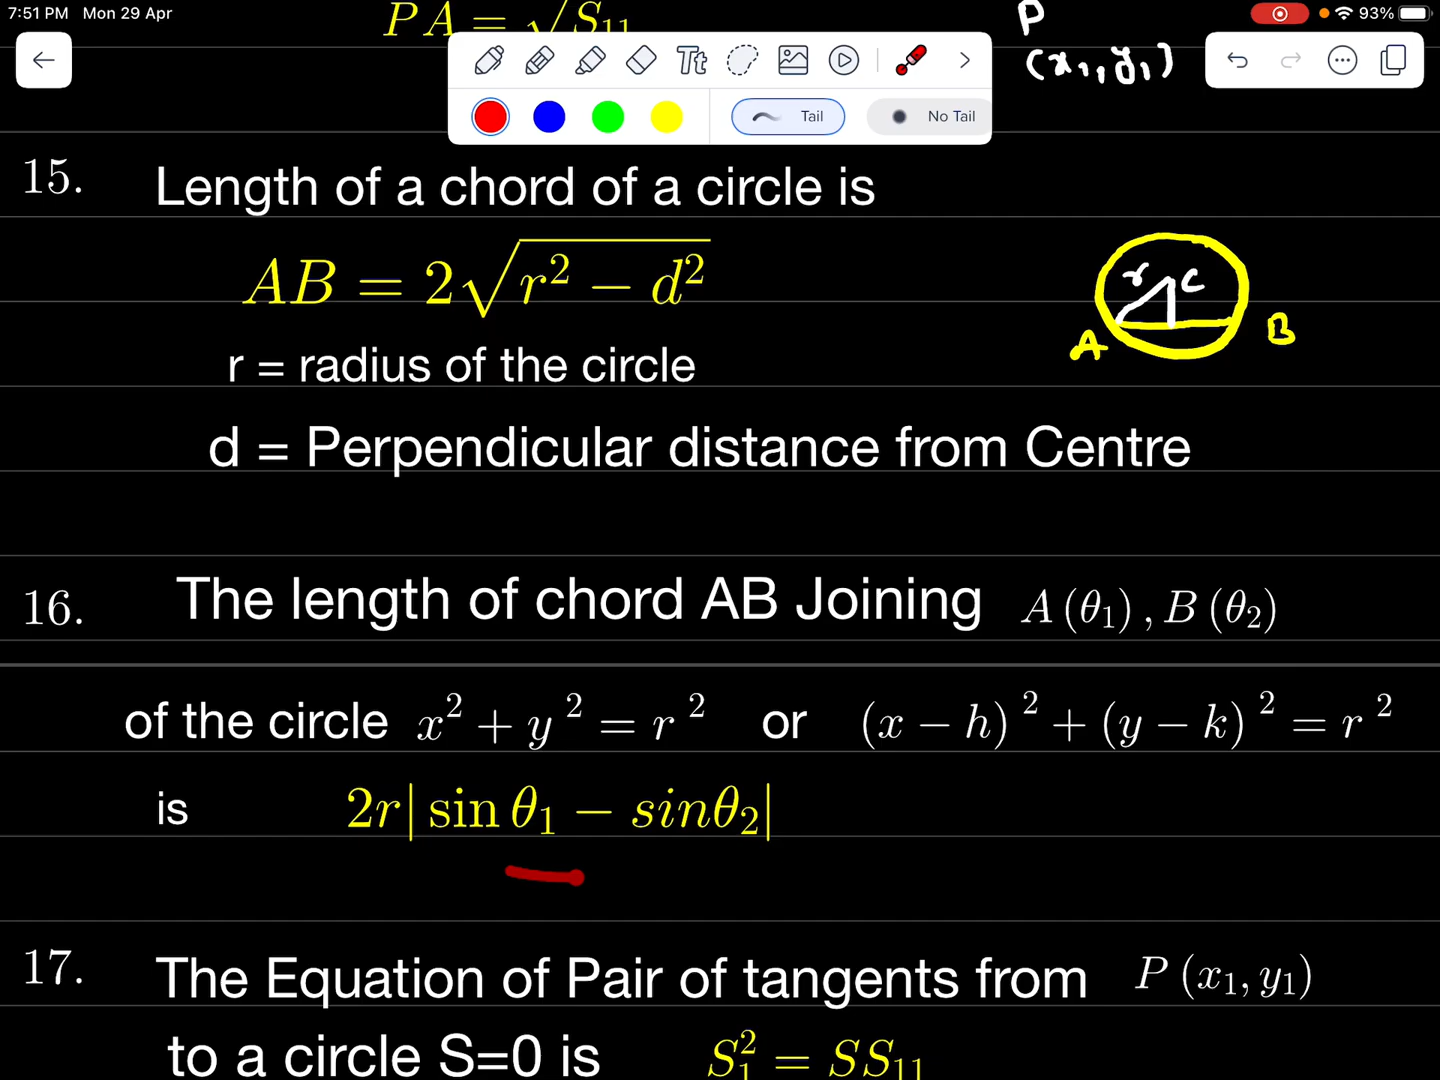 7:51 PM Mon 29 Apr
93%
PA = √S₁₁
P
(x₁, y₁)
Tt
Tail
No Tail
15. Length of a chord of a circle is
AB = 2√(r² − d²)
r
c
A
B
r = radius of the circle
d = Perpendicular distance from Centre
16. The length of chord AB Joining A(θ₁), B(θ₂)
of the circle x² + y² = r² or (x − h)² + (y − k)² = r²
is 2r| sin θ₁ − sinθ₂|
17. The Equation of Pair of tangents from P(x₁, y₁)
to a circle S=0 is S₁² = SS₁₁